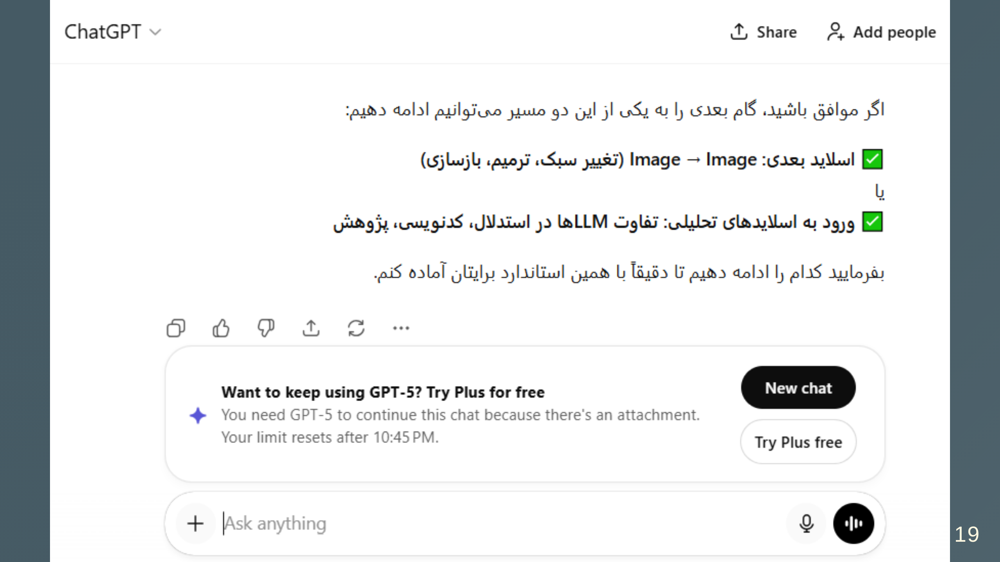 ChatGPT
Share
Add people
اگر موافق باشید، گام بعدی را به یکی از این دو مسیر می‌توانیم ادامه دهیم:
✅ اسلاید بعدی: Image → Image (تغییر سبک، ترمیم، بازسازی)
یا
✅ ورود به اسلایدهای تحلیلی: تفاوت LLMها در استدلال، کدنویسی، پژوهش
بفرمایید کدام را ادامه دهیم تا دقیقاً با همین استاندارد برایتان آماده کنم.
Want to keep using GPT-5? Try Plus for free
You need GPT-5 to continue this chat because there's an attachment.
Your limit resets after 10:45 PM.
New chat
Try Plus free
Ask anything
19